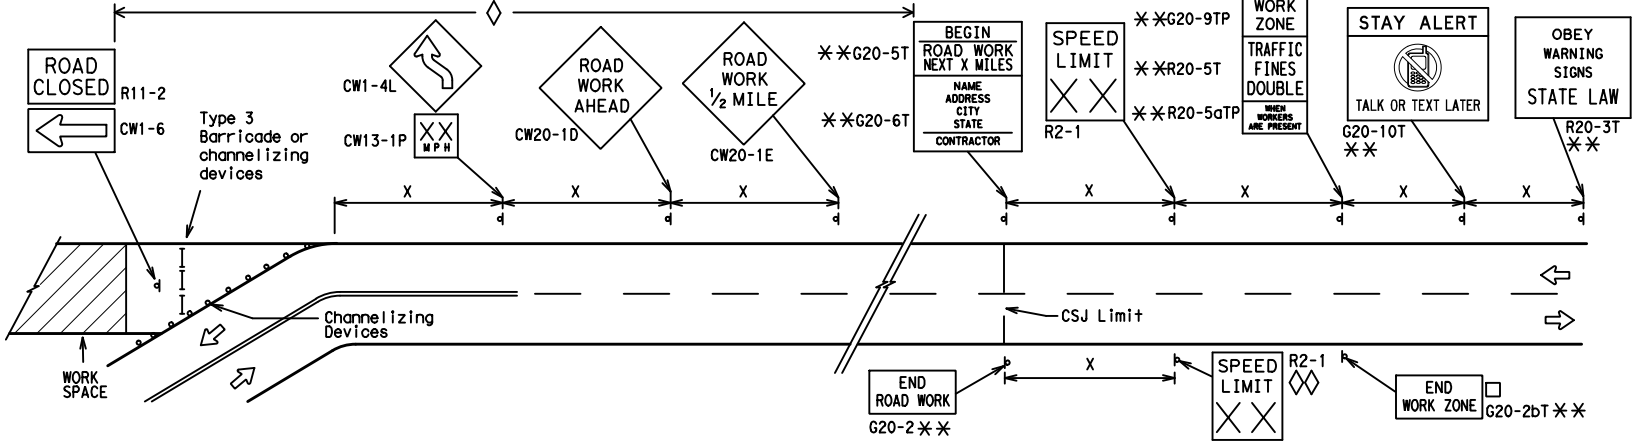 ROAD
CLOSED
R11-2
CW1-6
Type 3
Barricade or
channelizing
devices
CW1-4L
CW13-1P
XX
MPH
ROAD
WORK
AHEAD
CW20-1D
ROAD
WORK
1/2 MILE
CW20-1E
**G20-5T
**G20-6T
BEGIN
ROAD WORK
NEXT X MILES
NAME
ADDRESS
CITY
STATE
CONTRACTOR
SPEED
LIMIT
X X
R2-1
**G20-9TP
**R20-5T
**R20-5aTP
WORK
ZONE
TRAFFIC
FINES
DOUBLE
WHEN
WORKERS
ARE PRESENT
STAY ALERT
TALK OR TEXT LATER
G20-10T
**
OBEY
WARNING
SIGNS
STATE LAW
R20-3T
**
X X X X X X X
Channelizing
Devices
CSJ Limit
WORK
SPACE
END
ROAD WORK
G20-2**
X
SPEED
LIMIT
X X
R2-1
END
WORK ZONE
G20-2bT**